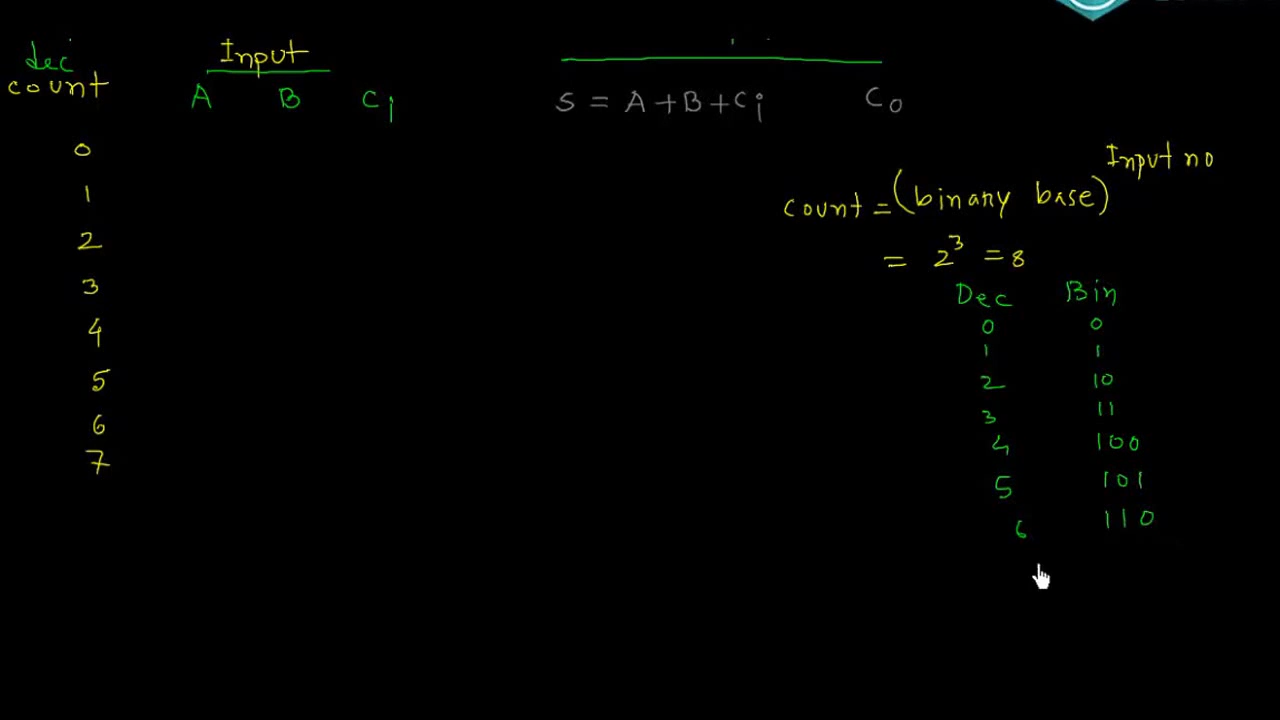 dec
count
Input
A B Ci
S = A+B+Ci Co
0
1
2
3
4
5
6
7
Input no
count = (binary base)
= 2³ = 8
Dec Bin
0 0
1 1
2 10
3 11
4 100
5 101
6 110